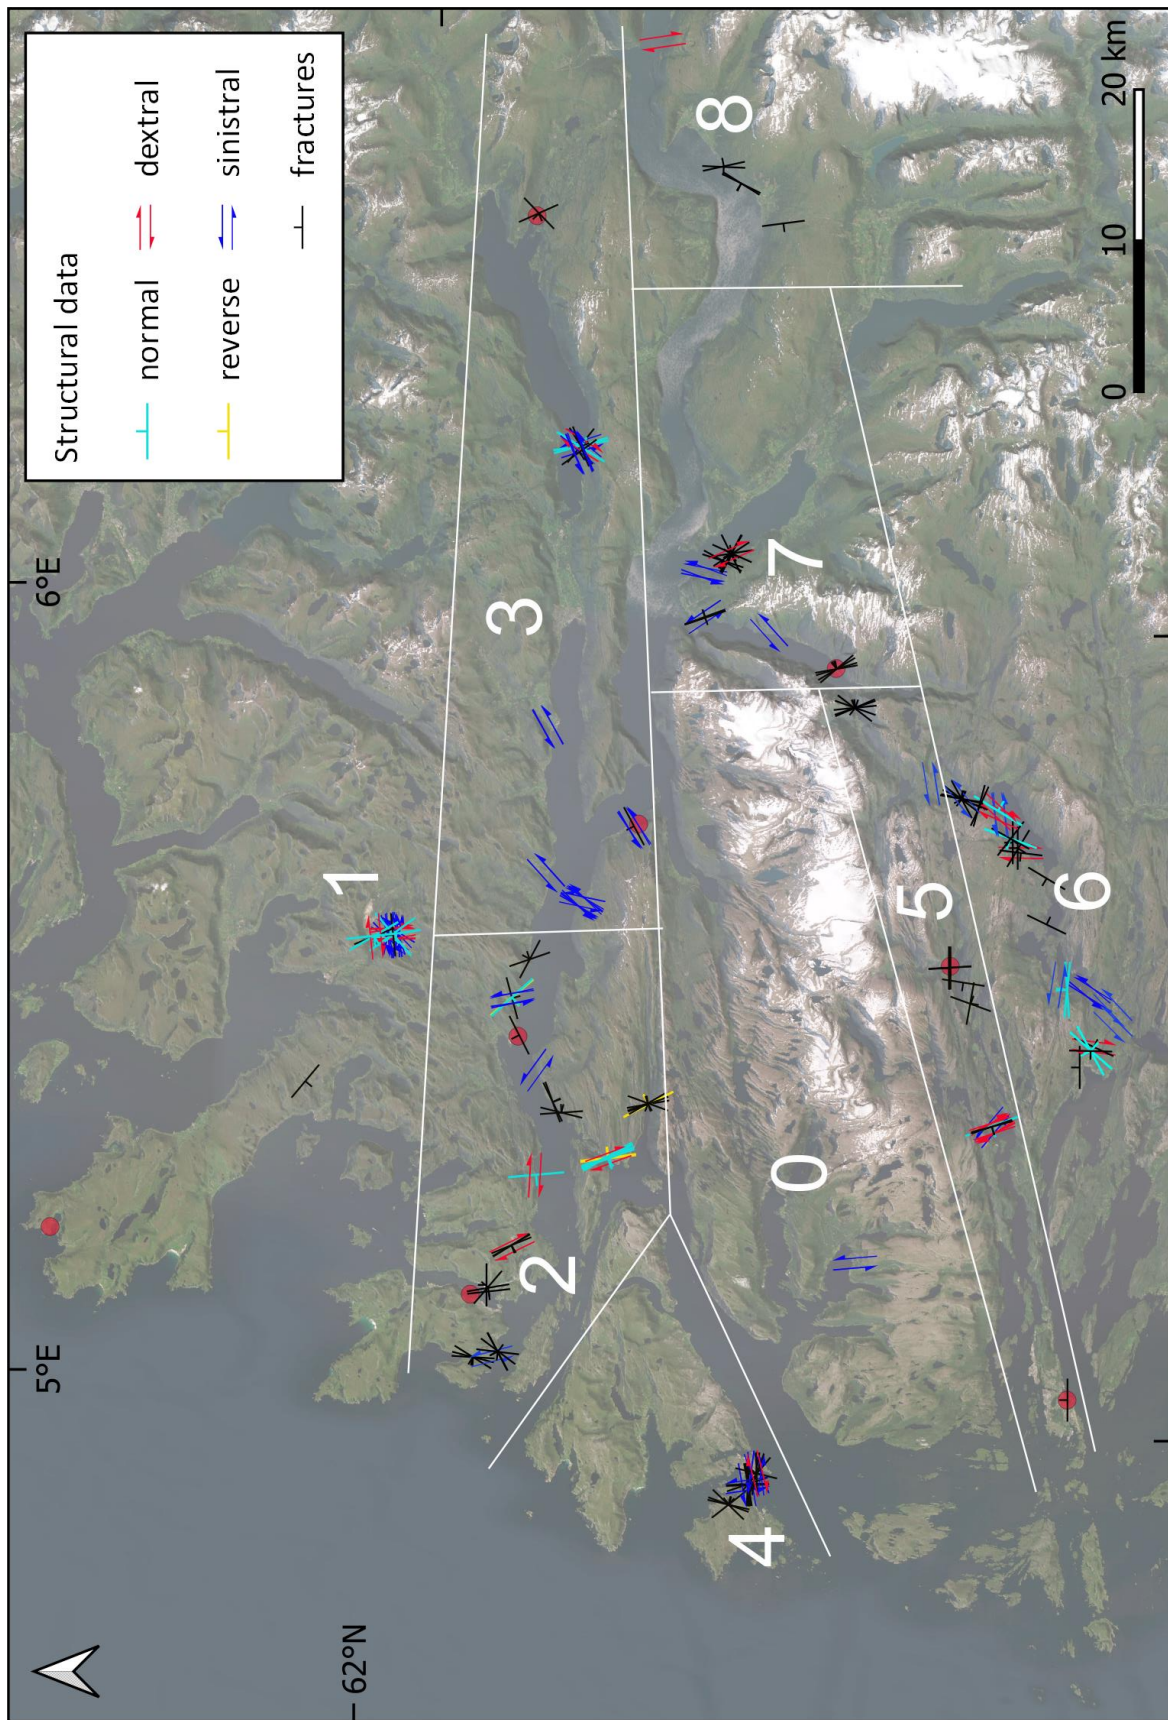 Structural data
normal
dextral
reverse
sinistral
fractures
5°E
6°E
62°N
1
2
3
4
0
5
6
7
8
0 10 20 km